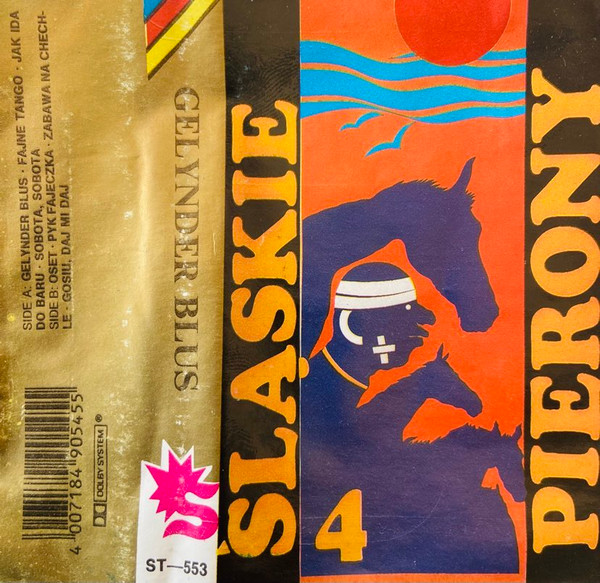 SIDE A: GELYNDER BLUS · FAJNE TANGO · JAK IDA
DO BARU · SOBOTA, SOBOTA
SIDE B: OSET · PYK FAJECZKA · ZABAWA NA CHECH-
LE · GOSIU, DAJ MI DAJ
4 007184 905455
DOLBY SYSTEM®
GELYNDER BLUS
ST—553
ŚLĄSKIE
4
PIERONY